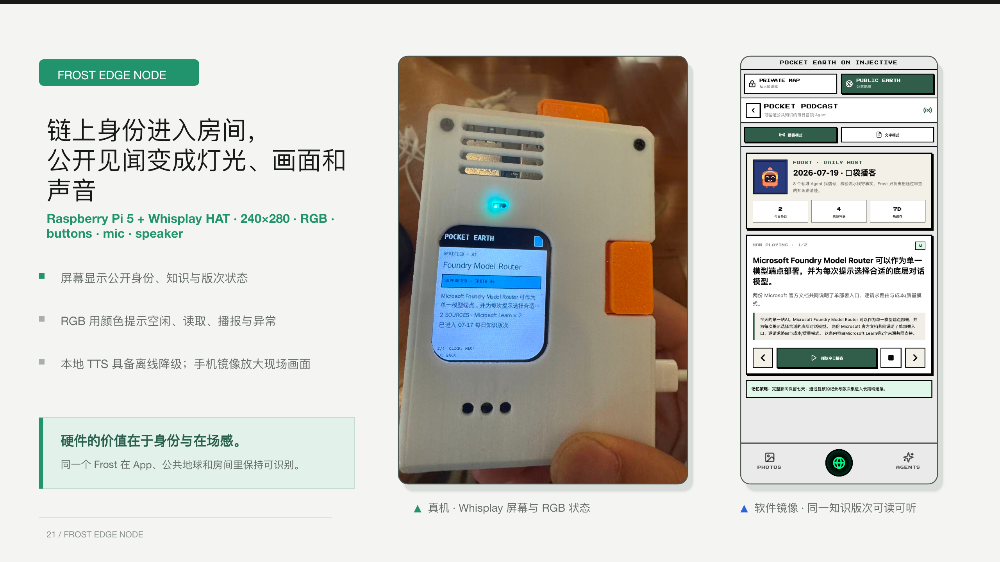 FROST EDGE NODE
链上身份进入房间，
公开见闻变成灯光、画面和
声音
Raspberry Pi 5 + Whisplay HAT · 240×280 · RGB ·
buttons · mic · speaker
屏幕显示公开身份、知识与版次状态
RGB 用颜色提示空闲、读取、播报与异常
本地 TTS 具备离线降级；手机镜像放大现场画面
硬件的价值在于身份与在场感。
同一个 Frost 在 App、公共地球和房间里保持可识别。
21 / FROST EDGE NODE
POCKET EARTH
VERIFIED · AI
Foundry Model Router
SUPPORTED · TRUTH 86
Microsoft Foundry Model Router 可作为
单一模型端点，并为每次提示选择合适…
2 SOURCES · Microsoft Learn × 2
已进入 07-17 每日知识版次
2/4 CLICK: NEXT
: BACK
▲ 真机 · Whisplay 屏幕与 RGB 状态
POCKET EARTH ON INJECTIVE
PRIVATE MAP
私人知识库
PUBLIC EARTH
公共地球
POCKET PODCAST
可验证公共知识的每日音频 Agent
播客模式
文字模式
FROST · DAILY HOST
2026-07-19 · 口袋播客
8 个领域 Agent 找信号，核验流水线守事实，Frost 只负责把通过审查
的知识讲清楚。
2
今日条目
4
来源凭据
7D
热缓存
NOW PLAYING · 1/2
AI
Microsoft Foundry Model Router 可以作为单一
模型端点部署，并为每次提示选择合适的底层对话
模型。
两份 Microsoft 官方文档共同说明了单部署入口、逐请求路由与成本/质量模
式。
今天的第一站AI。Microsoft Foundry Model Router 可以作为单一模型端点部署，并
为每次提示选择合适的底层对话模型。 两份 Microsoft 官方文档共同说明了单部署入
口、逐请求路由与成本/质量模式。 这条内容由Microsoft Learn等2个来源共同支持。
播放今日播客
记忆策略：完整新闻保留七天；通过复核的记录与版次根进入长期精选层。
PHOTOS
AGENTS
▲ 软件镜像 · 同一知识版次可读可听